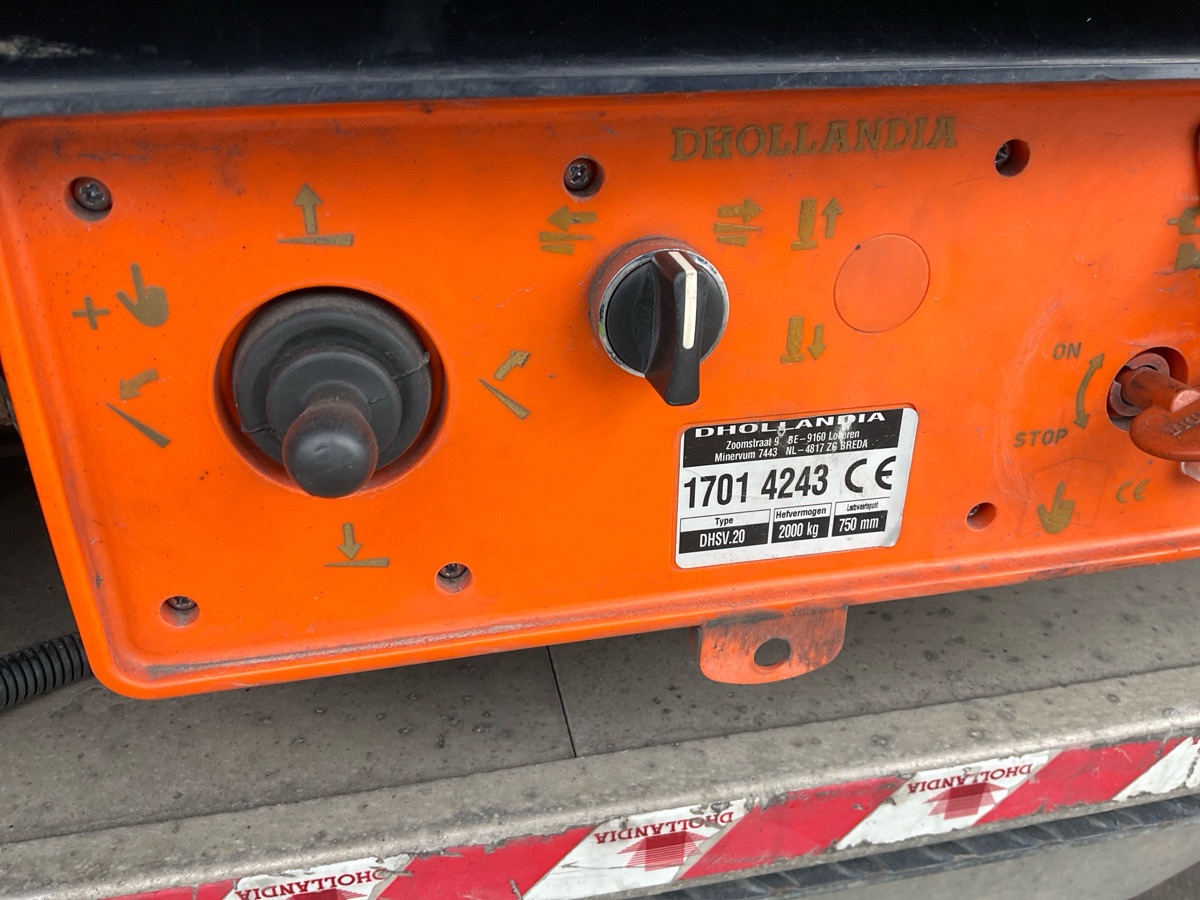 DHOLLANDIA
+
ON
STOP
CE
DHOLLANDIA
Zoomstraat 9 BE-9160 Lokeren
Minervum 7443 NL-4817 ZG BREDA
1701 4243 CE
Type
DHSV.20
Hefvermogen
2000 kg
Lastzwaartepunt
750 mm
DHOLLANDIA
DHOLLANDIA
DHOLLANDIA